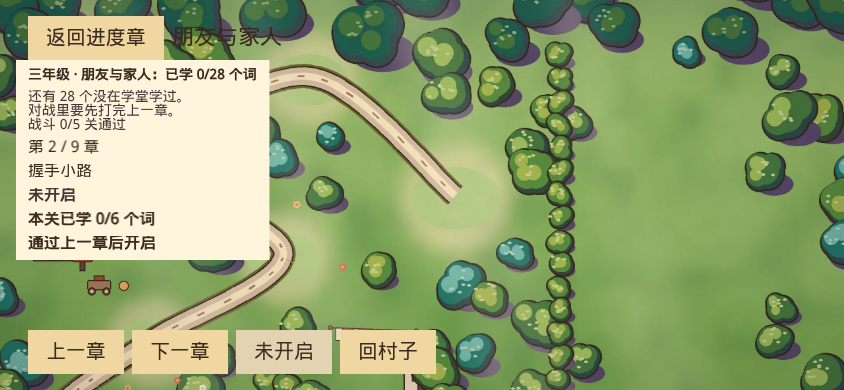 返回进度章
朋友与家人
三年级 · 朋友与家人：已学 0/28 个词
还有 28 个没在学堂学过。
对战里要先打完上一章。
战斗 0/5 关通过
第 2 / 9 章
握手小路
未开启
本关已学 0/6 个词
通过上一章后开启
上一章
下一章
未开启
回村子